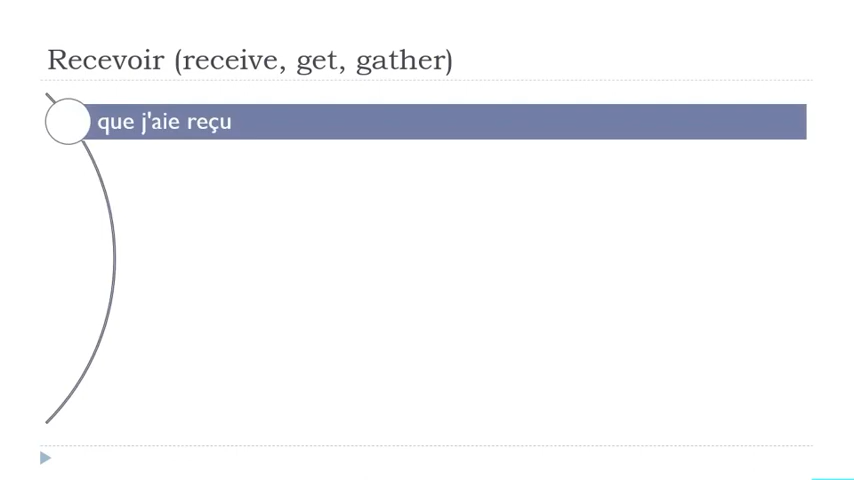 Recevoir (receive, get, gather)
que j'aie reçu